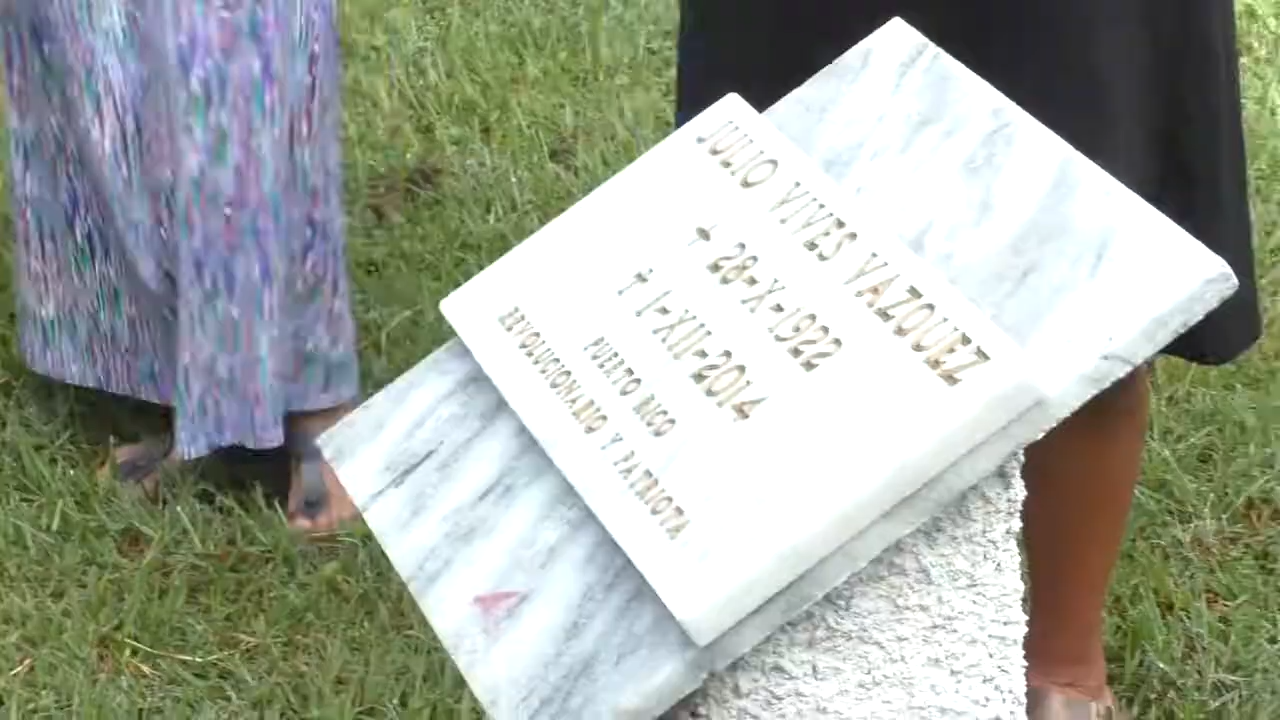 JULIO VIVES VAZQUEZ
28-X-1922
† 1-XII-2014
PUERTO RICO
REVOLUCIONARIO Y PATRIOTA